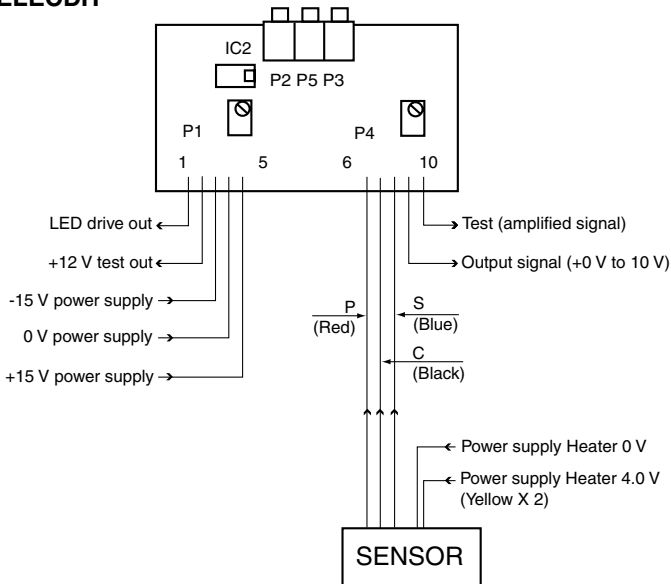 IC2
P2 P5 P3
P1
P4
1
5
6
10
LED drive out
Test (amplified signal)
+12 V test out
Output signal (+0 V to 10 V)
-15 V power supply
P
(Red)
S
(Blue)
0 V power supply
C
(Black)
+15 V power supply
Power supply Heater 0 V
Power supply Heater 4.0 V
(Yellow X 2)
SENSOR